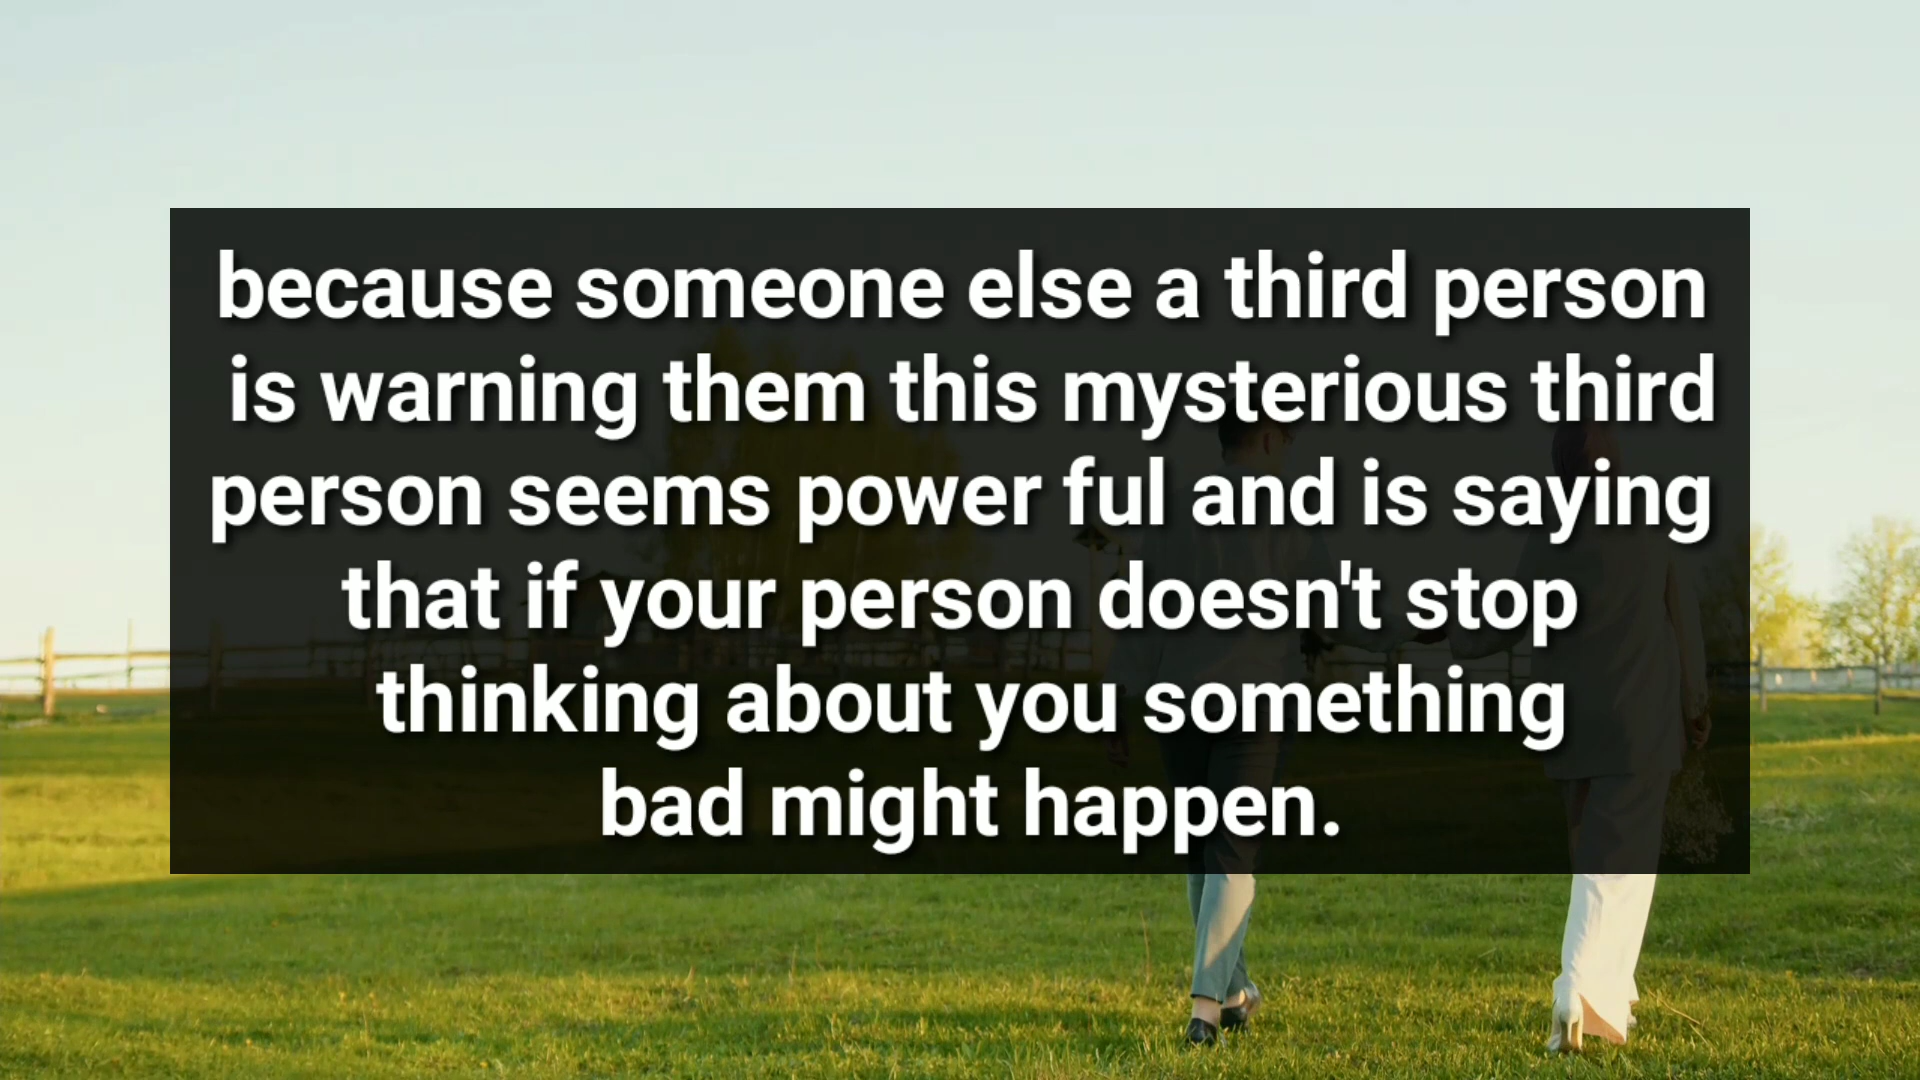 because someone else a third person
is warning them this mysterious third
person seems power ful and is saying
that if your person doesn't stop
thinking about you something
bad might happen.